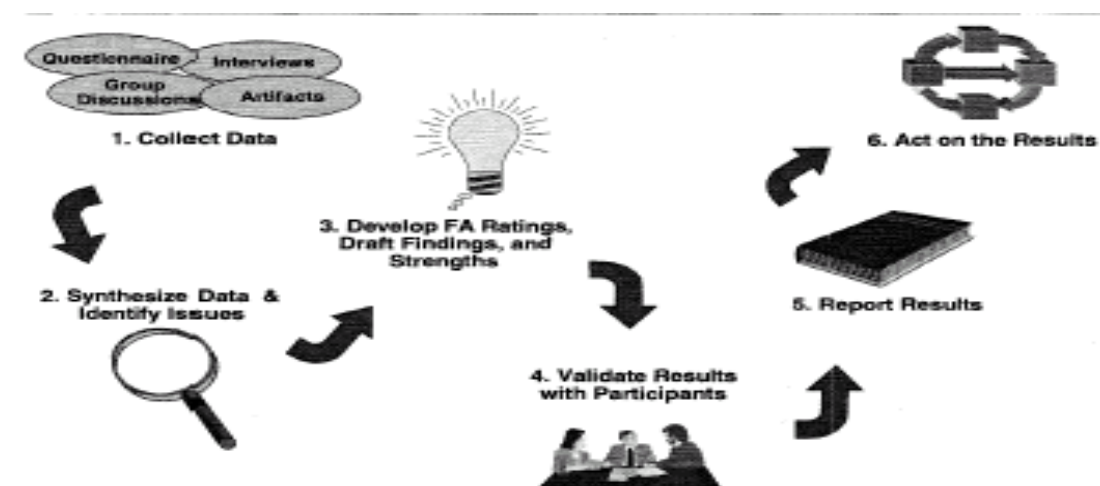 Questionnaire
Interviews
Group
Discussions
Artifacts
1. Collect Data
2. Synthesize Data &
Identify Issues
3. Develop FA Ratings,
Draft Findings, and
Strengths
4. Validate Results
with Participants
5. Report Results
6. Act on the Results